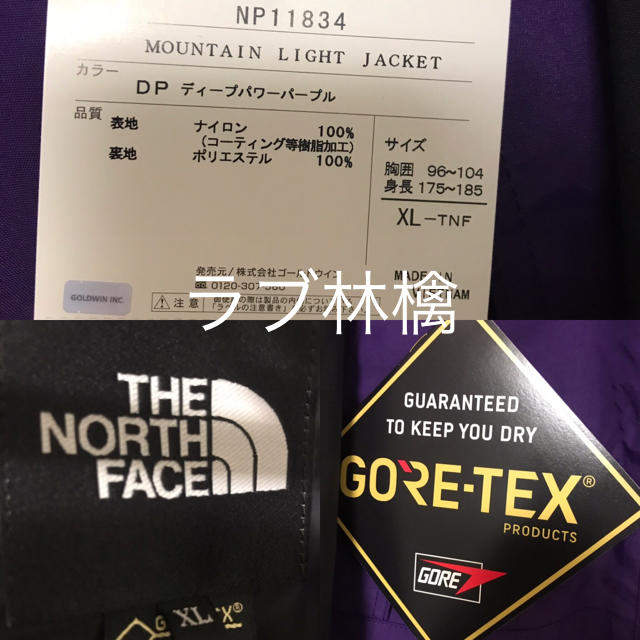 NP11834
MOUNTAIN LIGHT JACKET
カラー
DP ディープパワーパープル
品質
表地 ナイロン 100%
(コーティング等樹脂加工)
裏地 ポリエステル 100%
サイズ
胸囲 96~104
身長 175~185
XL-TNF
発売元/株式会社ゴールドウイン
0120-307-560
MADE IN
GOLDWIN INC.
注意
ラブ林檎
THE
NORTH
FACE
XL
GUARANTEED
TO KEEP YOU DRY
GORE-TEX®
PRODUCTS
GORE